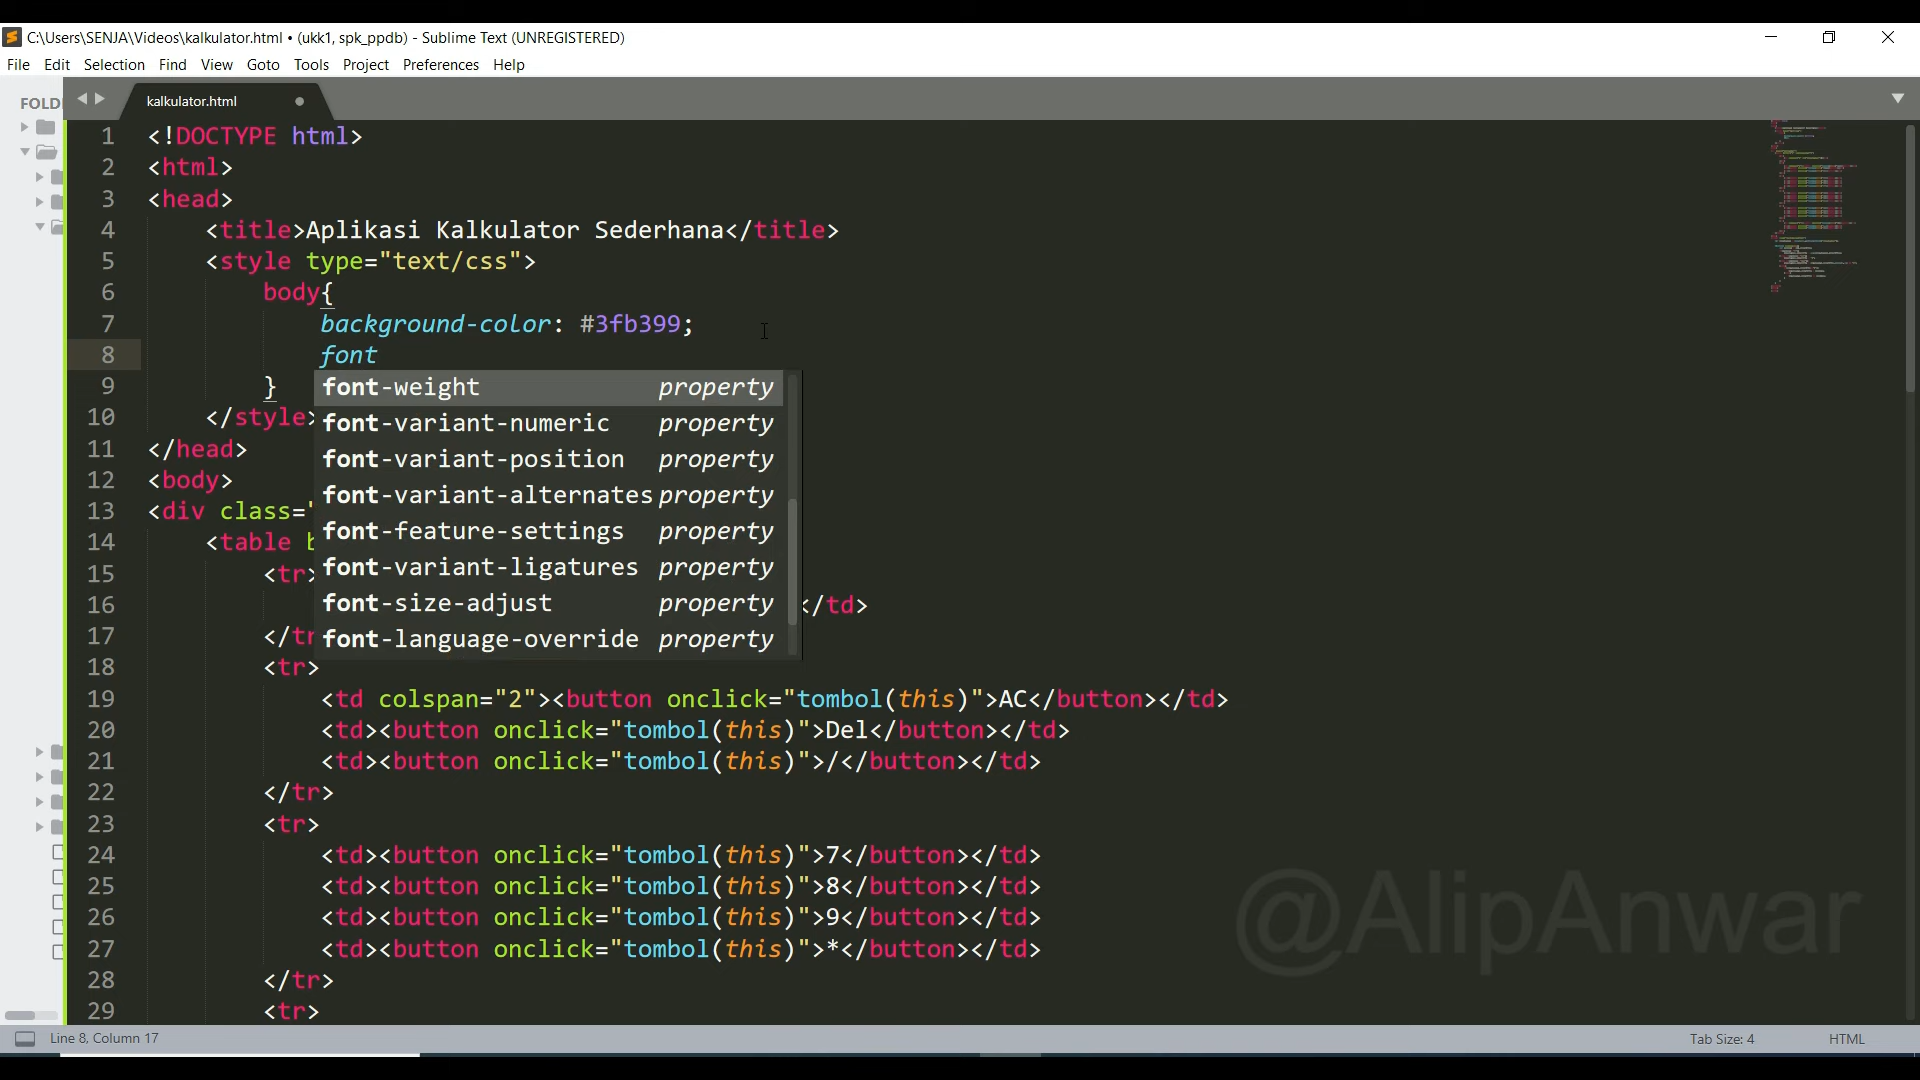 C:\Users\SENJA\Videos\kalkulator.html • (ukk1, spk_ppdb) - Sublime Text (UNREGISTERED)
File Edit Selection Find View Goto Tools Project Preferences Help
FOLD
kalkulator.html
1 <!DOCTYPE html>
2 <html>
3 <head>
4 <title>Aplikasi Kalkulator Sederhana</title>
5 <style type="text/css">
6 body{
7 background-color: #3fb399;
8 font
9 }
font-weight property
10 </style>
font-variant-numeric property
11 </head>
font-variant-position property
12 <body>
font-variant-alternates property
13 <div class="
font-feature-settings property
14 <table b
font-variant-ligatures property
15 <tr>
16 </td>
font-size-adjust property
17 </tr
font-language-override property
18 <tr>
19 <td colspan="2"><button onclick="tombol(this)">AC</button></td>
20 <td><button onclick="tombol(this)">Del</button></td>
21 <td><button onclick="tombol(this)">/</button></td>
22 </tr>
23 <tr>
24 <td><button onclick="tombol(this)">7</button></td>
25 <td><button onclick="tombol(this)">8</button></td>
26 <td><button onclick="tombol(this)">9</button></td>
27 <td><button onclick="tombol(this)">*</button></td>
28 </tr>
29 <tr>
@AlipAnwar
Line 8, Column 17 Tab Size: 4 HTML